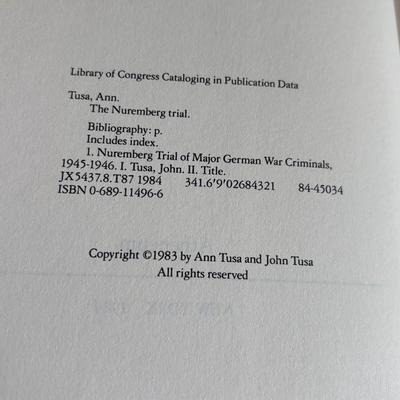 Library of Congress Cataloging in Publication Data
Tusa, Ann.
The Nuremberg trial.
Bibliography: p.
Includes index.
1. Nuremberg Trial of Major German War Criminals,
1945-1946. I. Tusa, John. II. Title.
JX5437.8.T87 1984 341.6'9'02684321 84-45034
ISBN 0-689-11496-6
Copyright ©1983 by Ann Tusa and John Tusa
All rights reserved